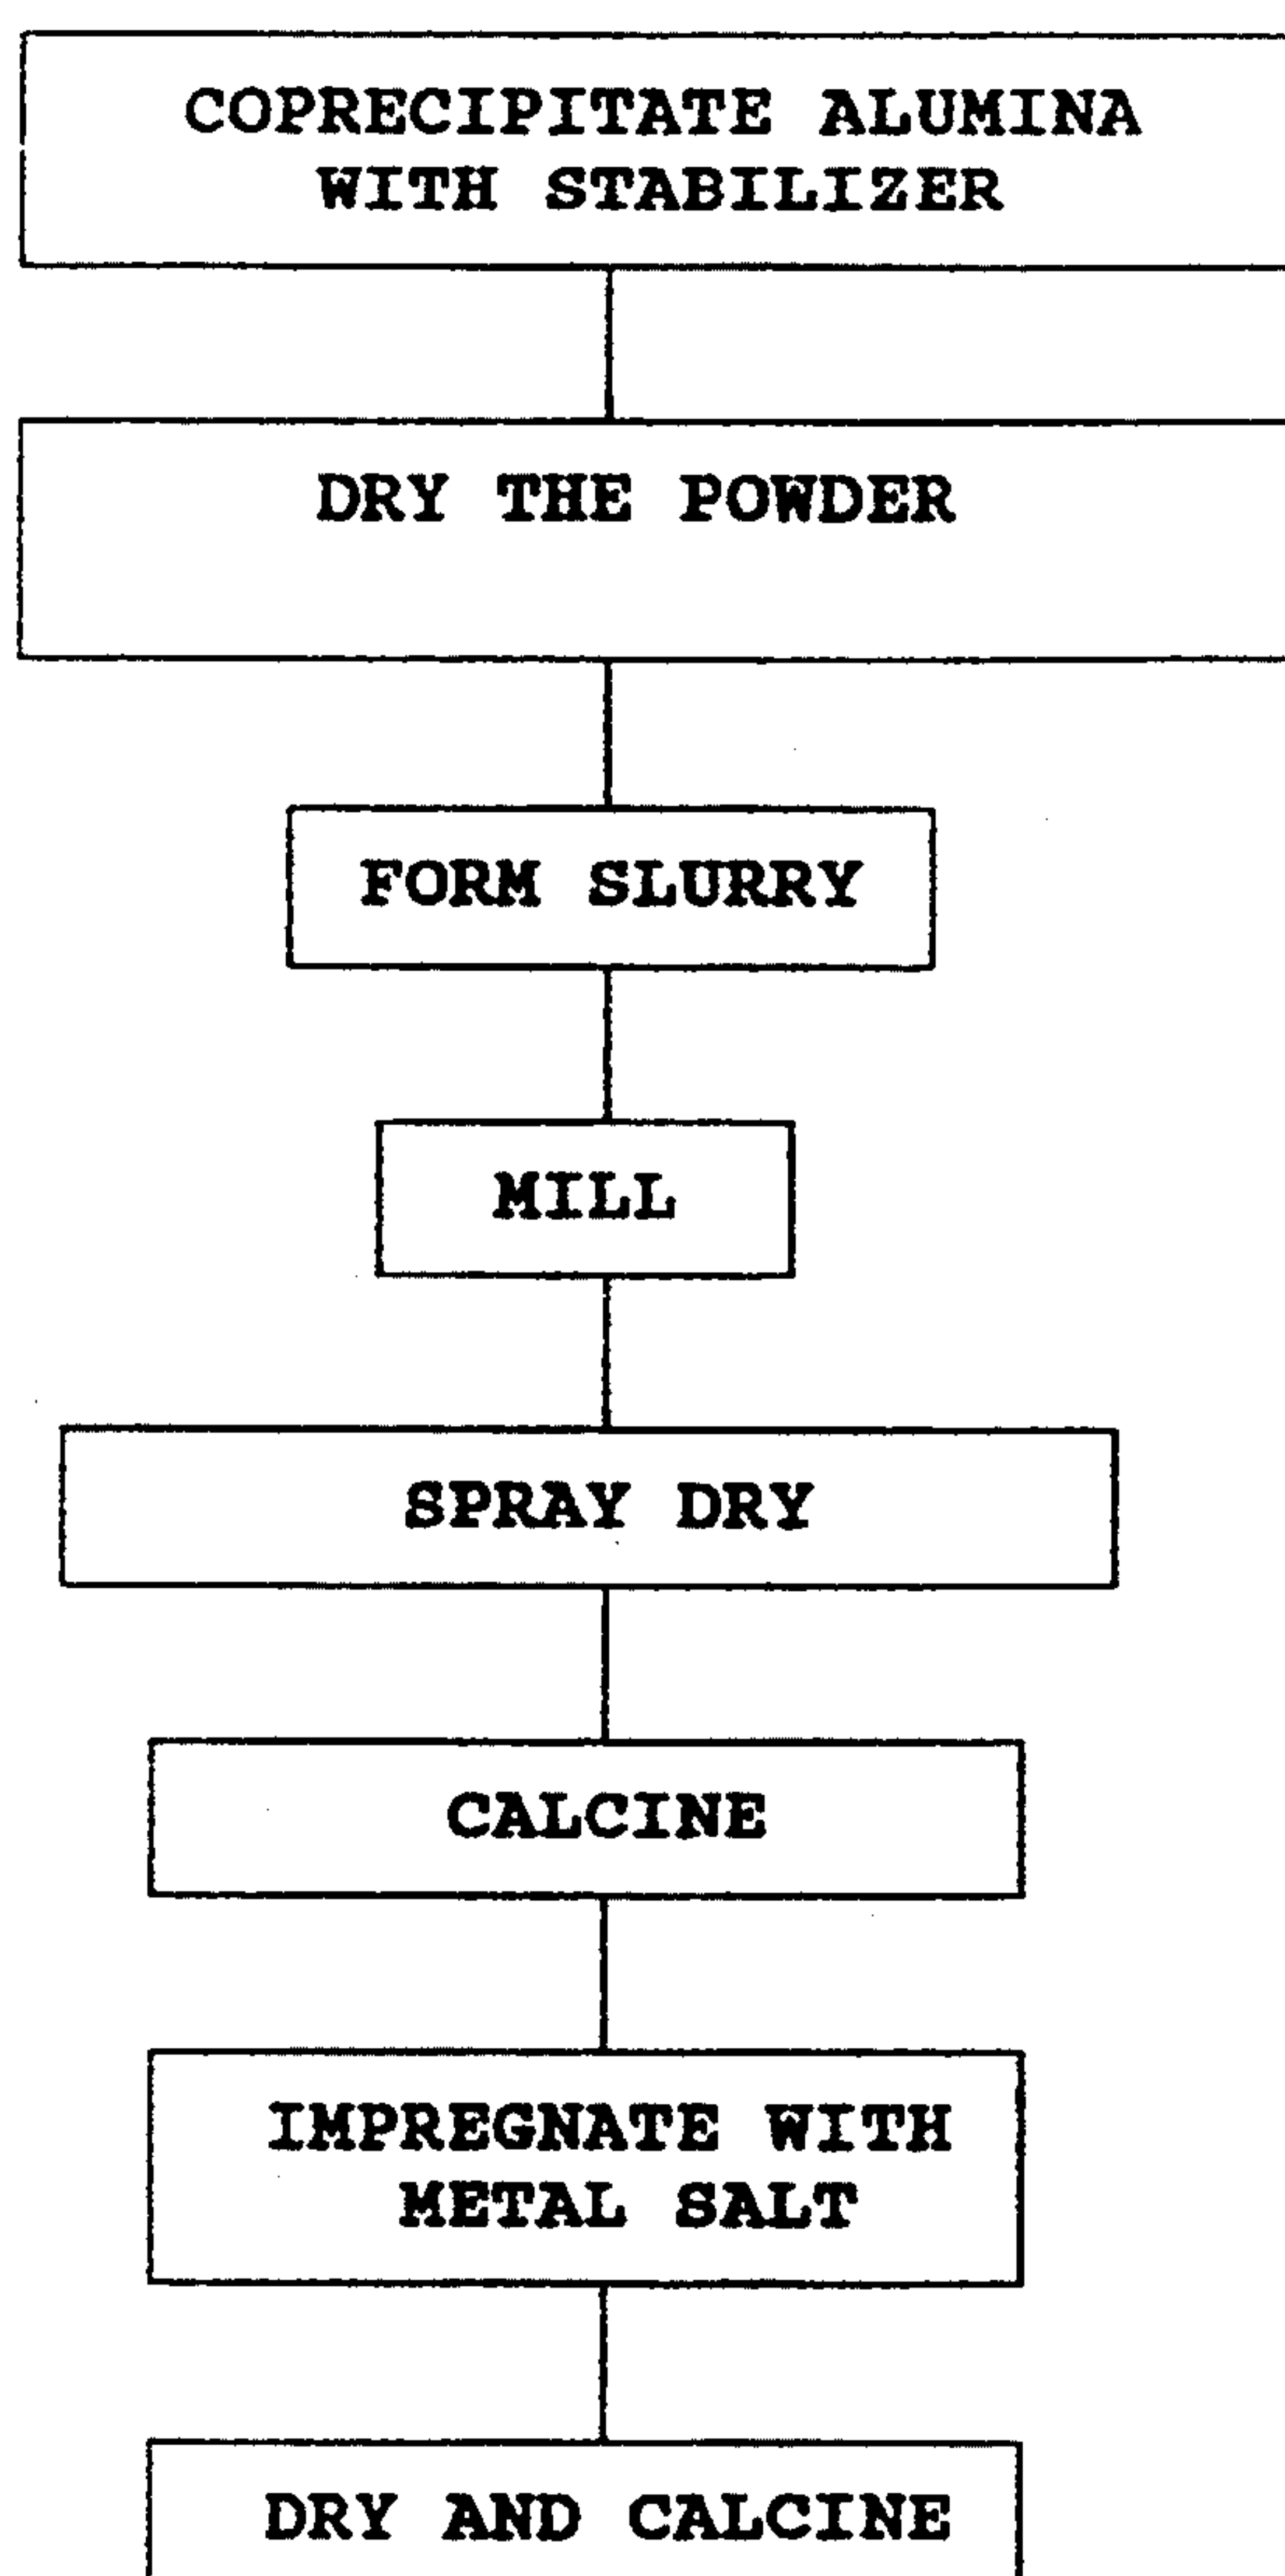 COPRECIPITATE ALUMINA
WITH STABILIZER
DRY THE POWDER
FORM SLURRY
MILL
SPRAY DRY
CALCINE
IMPREGNATE WITH
METAL SALT
DRY AND CALCINE